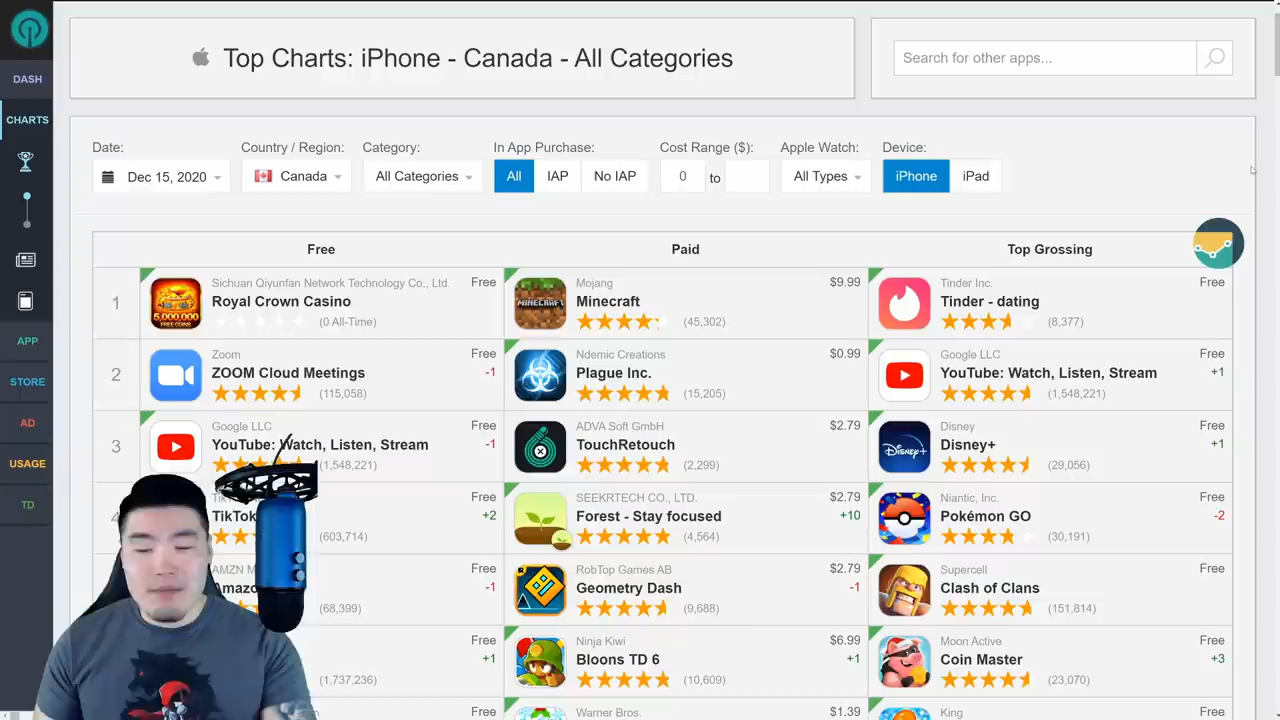 Top Charts: iPhone - Canada - All Categories
Search for other apps...
DASH
CHARTS
APP
STORE
AD
USAGE
TD
Date:
Country / Region:
Category:
In App Purchase:
Cost Range ($):
Apple Watch:
Device:
Dec 15, 2020
Canada
All Categories
All
IAP
No IAP
0
to
All Types
iPhone
iPad
Free
Paid
Top Grossing
1
Sichuan Qiyunfan Network Technology Co., Ltd.
Free
Royal Crown Casino
(0 All-Time)
5,000,000
FREE COINS
Mojang
$9.99
Minecraft
(45,302)
MINECRAFT
Tinder Inc.
Free
Tinder - dating
(8,377)
2
Zoom
Free
ZOOM Cloud Meetings
-1
(115,058)
Ndemic Creations
$0.99
Plague Inc.
(15,205)
Google LLC
Free
YouTube: Watch, Listen, Stream
+1
(1,548,221)
3
Google LLC
Free
YouTube: Watch, Listen, Stream
-1
(1,548,221)
ADVA Soft GmbH
$2.79
TouchRetouch
(2,299)
Disney
Free
Disney+
+1
(29,056)
Disney+
Free
TikTok
+2
(603,714)
SEEKRTECH CO., LTD.
$2.79
Forest - Stay focused
+10
(4,564)
Niantic, Inc.
Free
Pokémon GO
-2
(30,191)
AMZN M
Free
Amazo
-1
(68,399)
RobTop Games AB
$2.79
Geometry Dash
-1
(9,688)
Supercell
Free
Clash of Clans
(151,814)
Free
+1
(1,737,236)
Ninja Kiwi
$6.99
Bloons TD 6
+1
(10,609)
Moon Active
Free
Coin Master
+3
(23,070)
Free
Warner Bros.
$1.39
King
Free